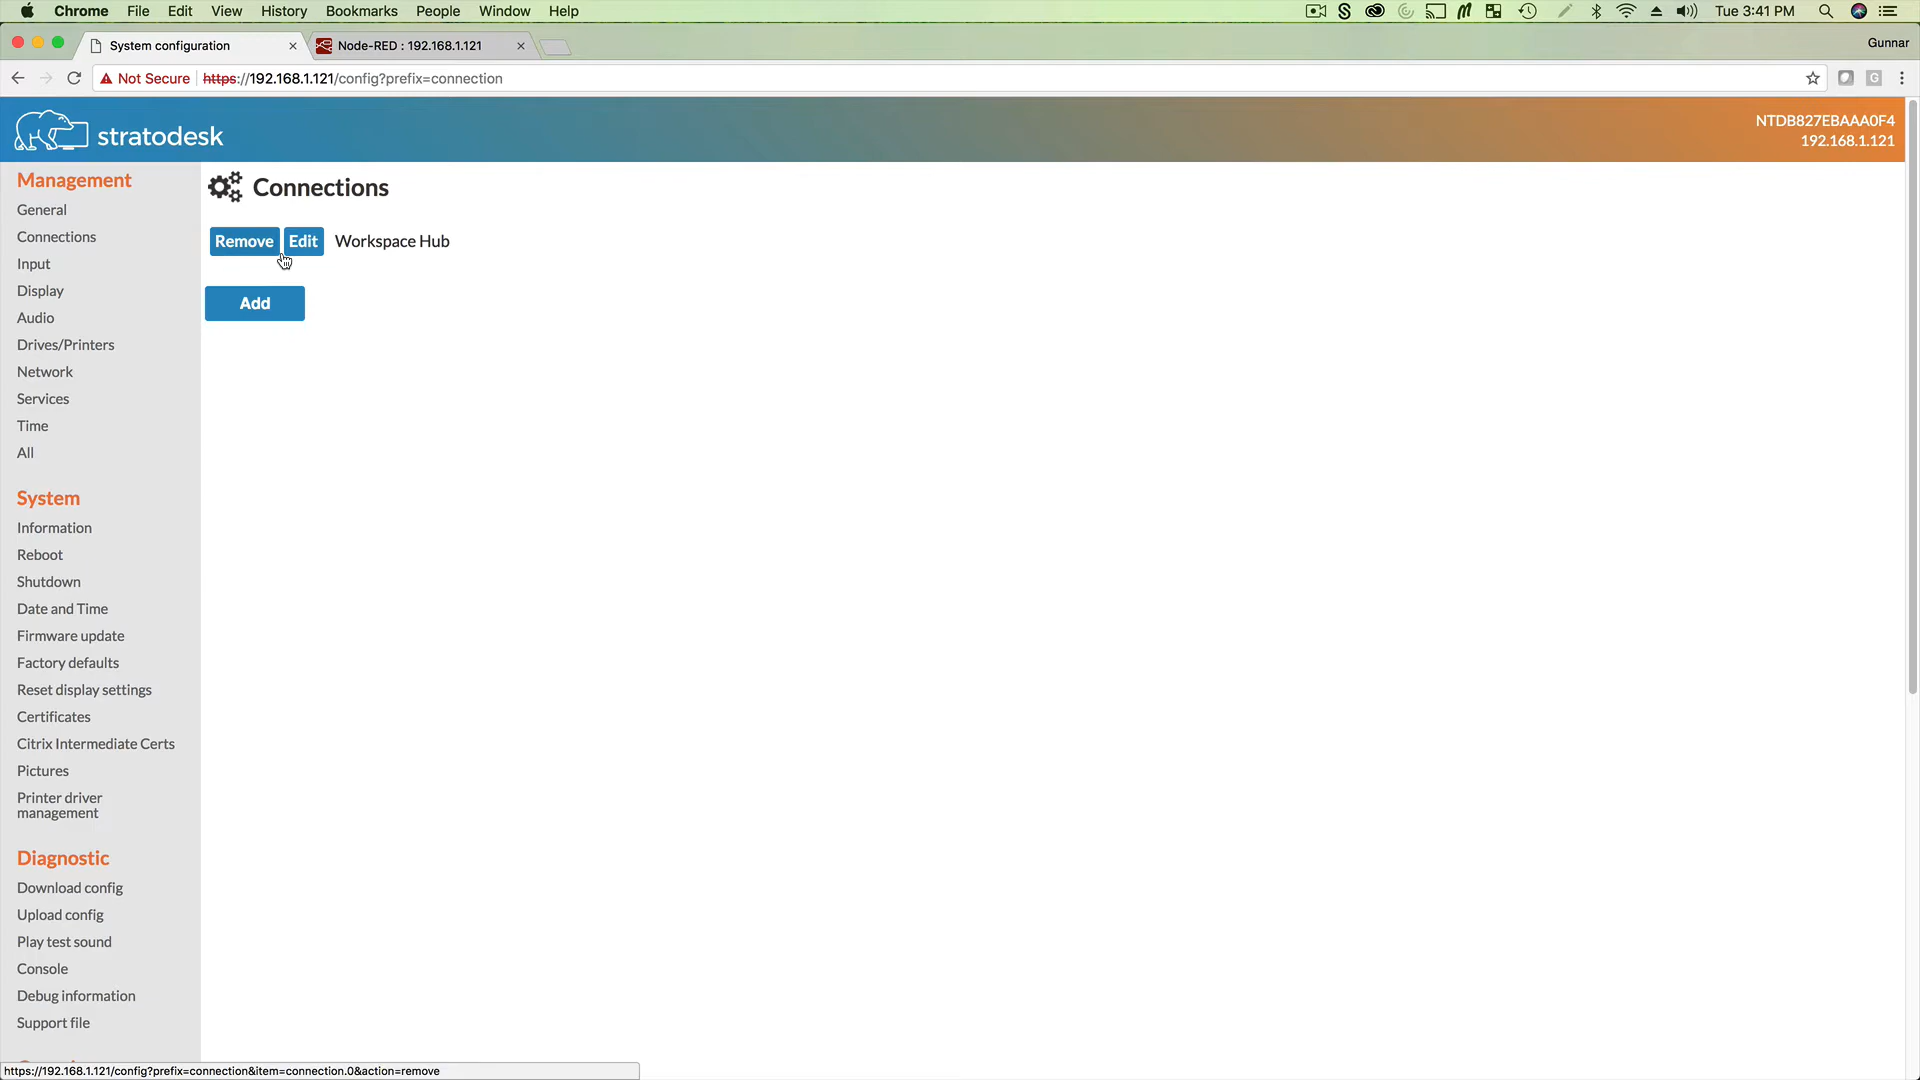 Chrome File Edit View History Bookmarks People Window Help
Tue 3:41 PM
System configuration
Node-RED : 192.168.1.121
Gunnar
Not Secure https://192.168.1.121/config?prefix=connection
stratodesk
NTDB827EBAAA0F4
192.168.1.121
Management
General
Connections
Input
Display
Audio
Drives/Printers
Network
Services
Time
All
System
Information
Reboot
Shutdown
Date and Time
Firmware update
Factory defaults
Reset display settings
Certificates
Citrix Intermediate Certs
Pictures
Printer driver
management
Diagnostic
Download config
Upload config
Play test sound
Console
Debug information
Support file
Connections
Remove Edit Workspace Hub
Add
https://192.168.1.121/config?prefix=connection&item=connection.0&action=remove